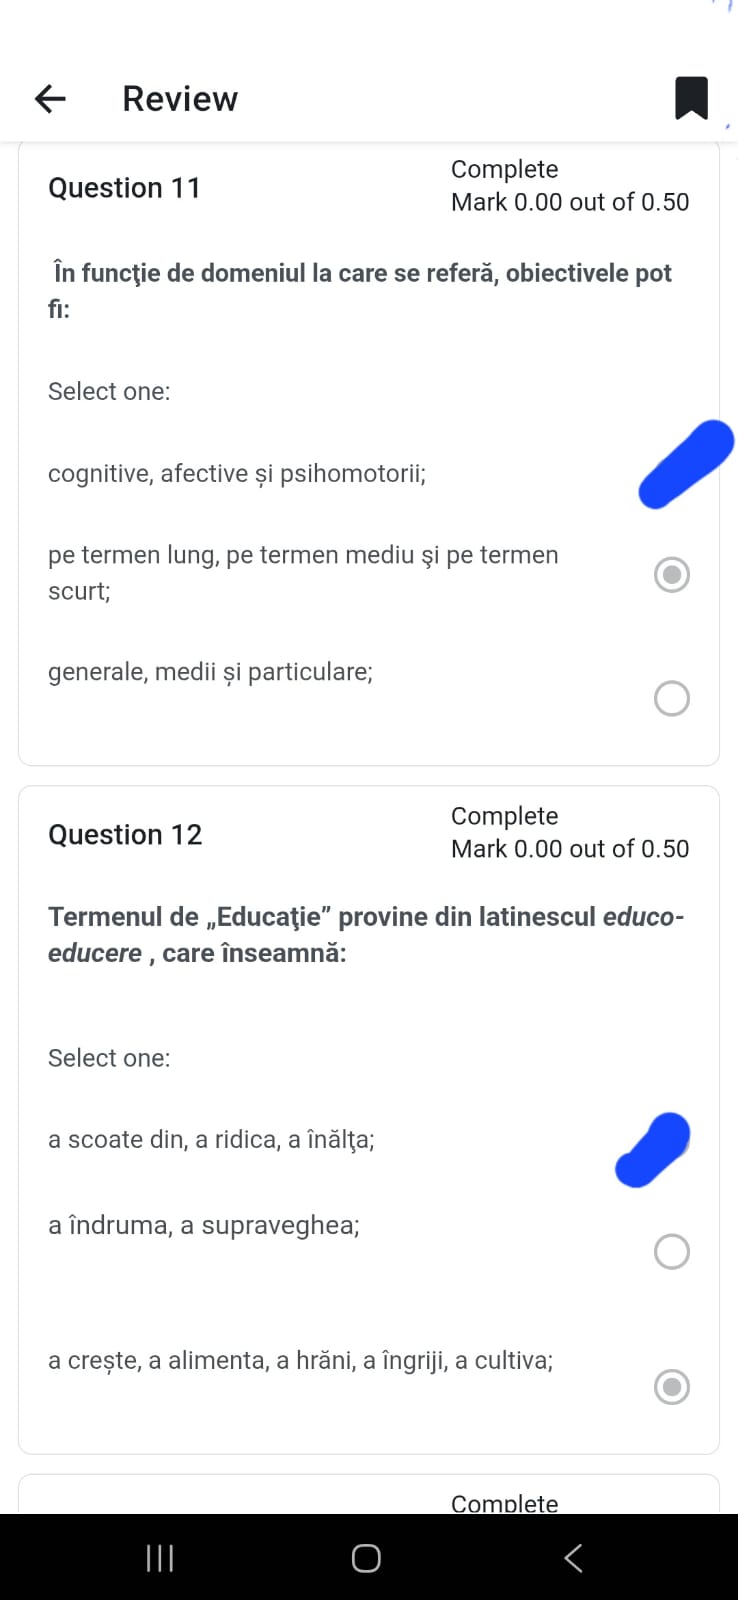 Review
Question 11
Complete
Mark 0.00 out of 0.50
În funcţie de domeniul la care se referă, obiectivele pot
fi:
Select one:
cognitive, afective și psihomotorii;
pe termen lung, pe termen mediu şi pe termen
scurt;
generale, medii și particulare;
Question 12
Complete
Mark 0.00 out of 0.50
Termenul de „Educaţie” provine din latinescul educo-
educere , care înseamnă:
Select one:
a scoate din, a ridica, a înălţa;
a îndruma, a supraveghea;
a crește, a alimenta, a hrăni, a îngriji, a cultiva;
Complete